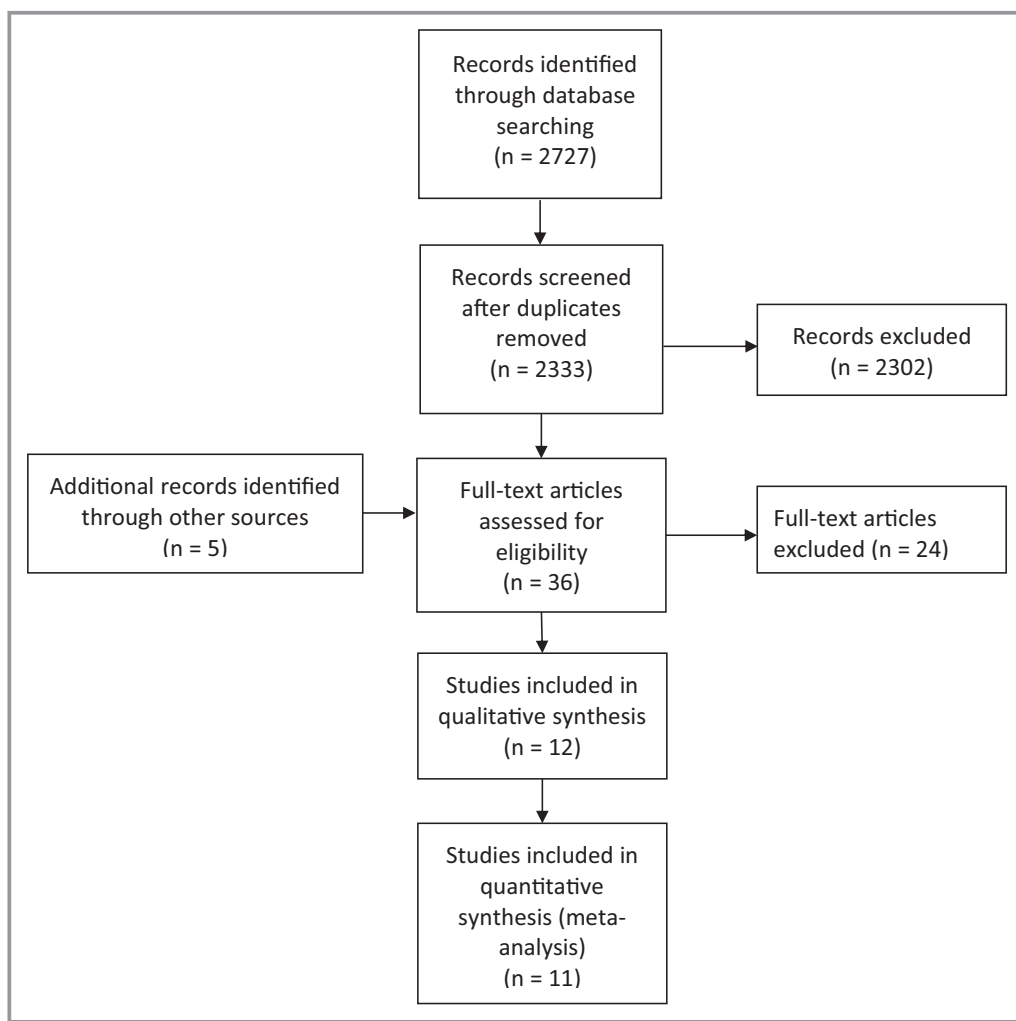 Records identified
through database
searching
(n = 2727)
Records screened
after duplicates
removed
(n = 2333)
Records excluded
(n = 2302)
Additional records identified
through other sources
(n = 5)
Full-text articles
assessed for
eligibility
(n = 36)
Full-text articles
excluded (n = 24)
Studies included in
qualitative synthesis
(n = 12)
Studies included in
quantitative
synthesis (meta-
analysis)
(n = 11)